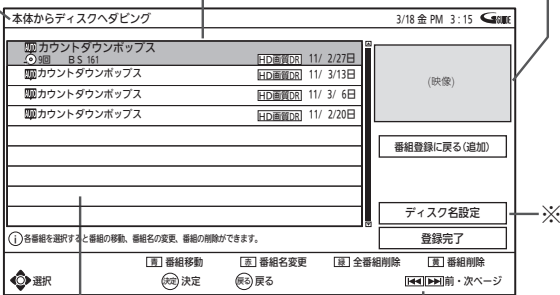 本体からディスクへダビング
3/18 金 PM 3:15 GGUIDE
カウントダウンポップス
9回 BS 161 HD画質DR 11/ 2/27日
カウントダウンポップス HD画質DR 11/ 3/13日
カウントダウンポップス HD画質DR 11/ 3/ 6日
カウントダウンポップス HD画質DR 11/ 2/20日
(映像)
番組登録に戻る(追加)
ディスク名設定
※
登録完了
i 各番組を選択すると番組の移動、番組名の変更、番組の削除ができます。
青 番組移動 赤 番組名変更 緑 全番組削除 黄 番組削除
選択 決定 決定 戻る 戻る 前・次ページ